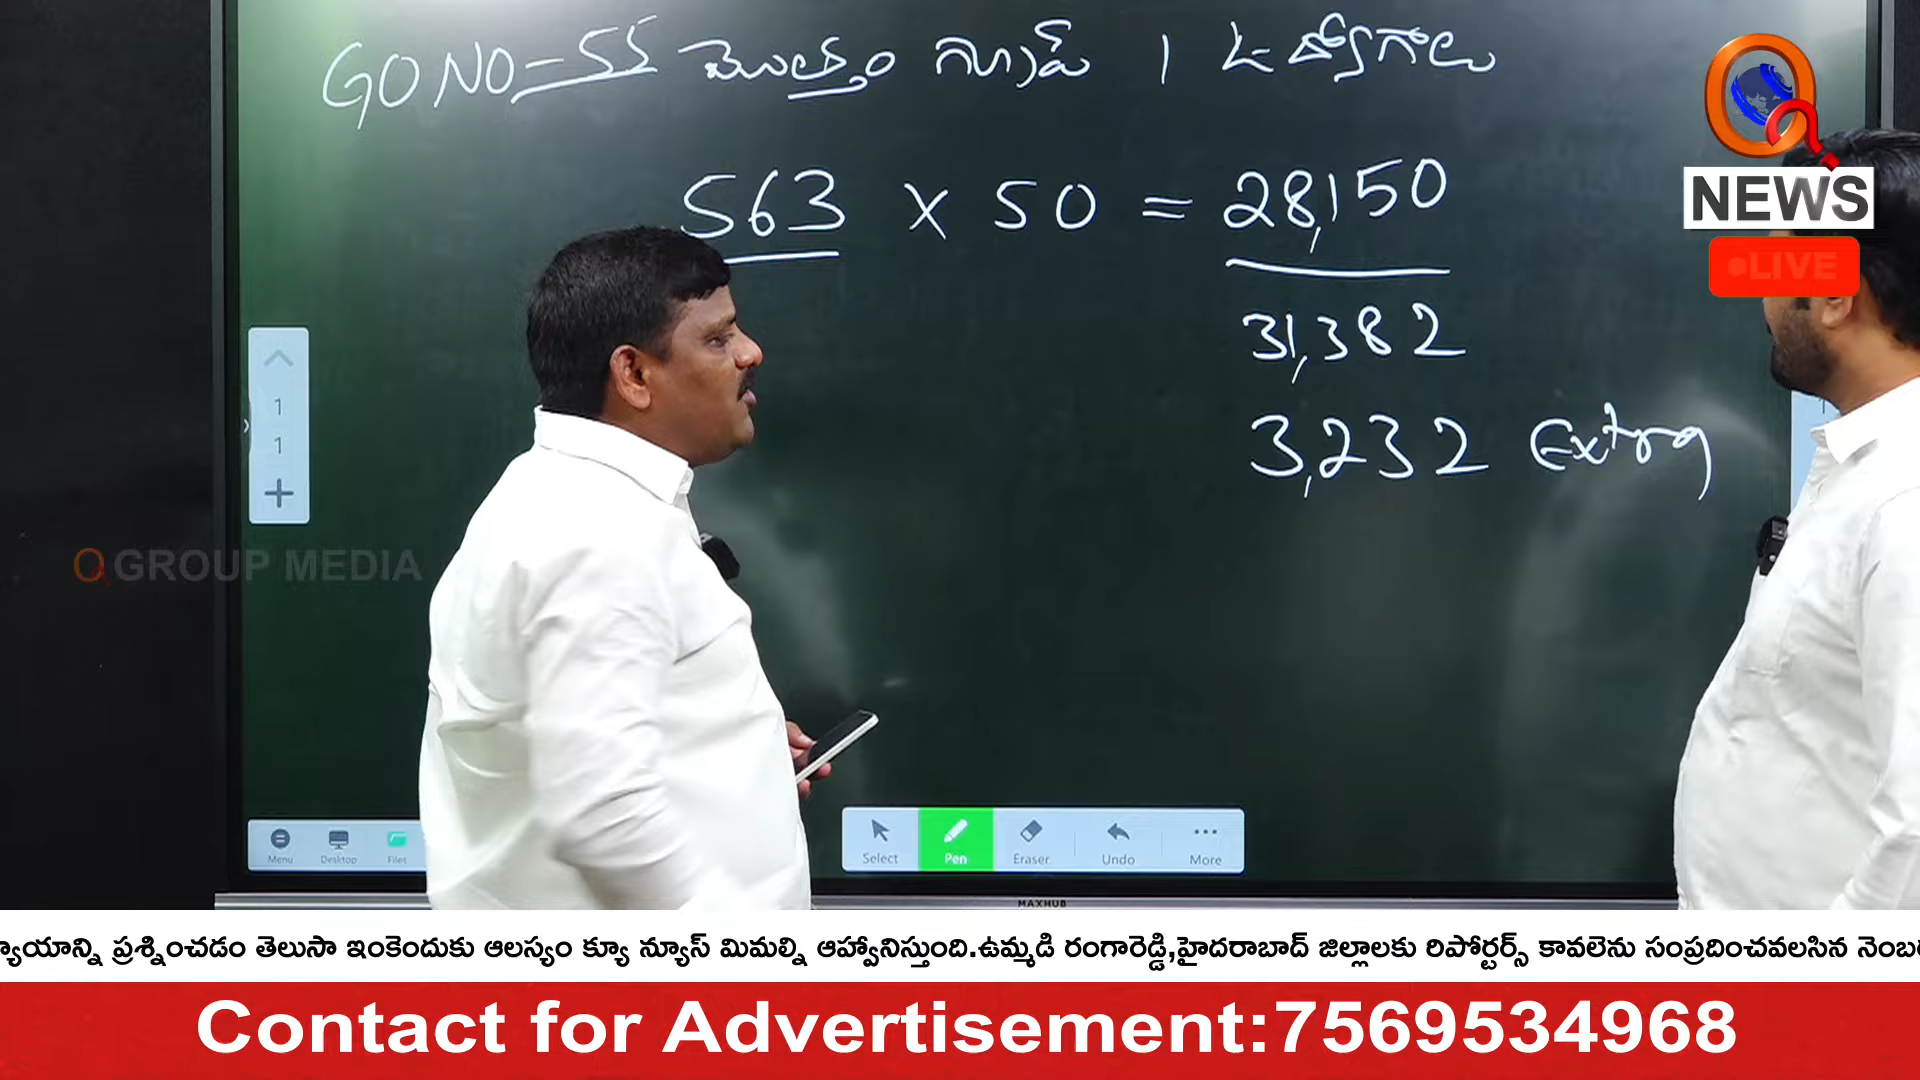 GO NO - 55 మొత్తం గ్రూప్ 1 ఉద్యోగాలు
563 x 50 = 28,150
31,382
3,232 Extra
NEWS
LIVE
1
1
GROUP MEDIA
Menu Desktop Files
Select Pen Eraser Undo More
MAXHUB
ప్రశ్నించడం తెలుసా ఇంకెందుకు ఆలస్యం క్యూ న్యూస్ మిమల్ని ఆహ్వానిస్తుంది.ఉమ్మడి రంగారెడ్డి,హైదరాబాద్ జిల్లాలకు రిపోర్టర్స్ కావలెను సంప్రదించవలసిన
Contact for Advertisement:7569534968